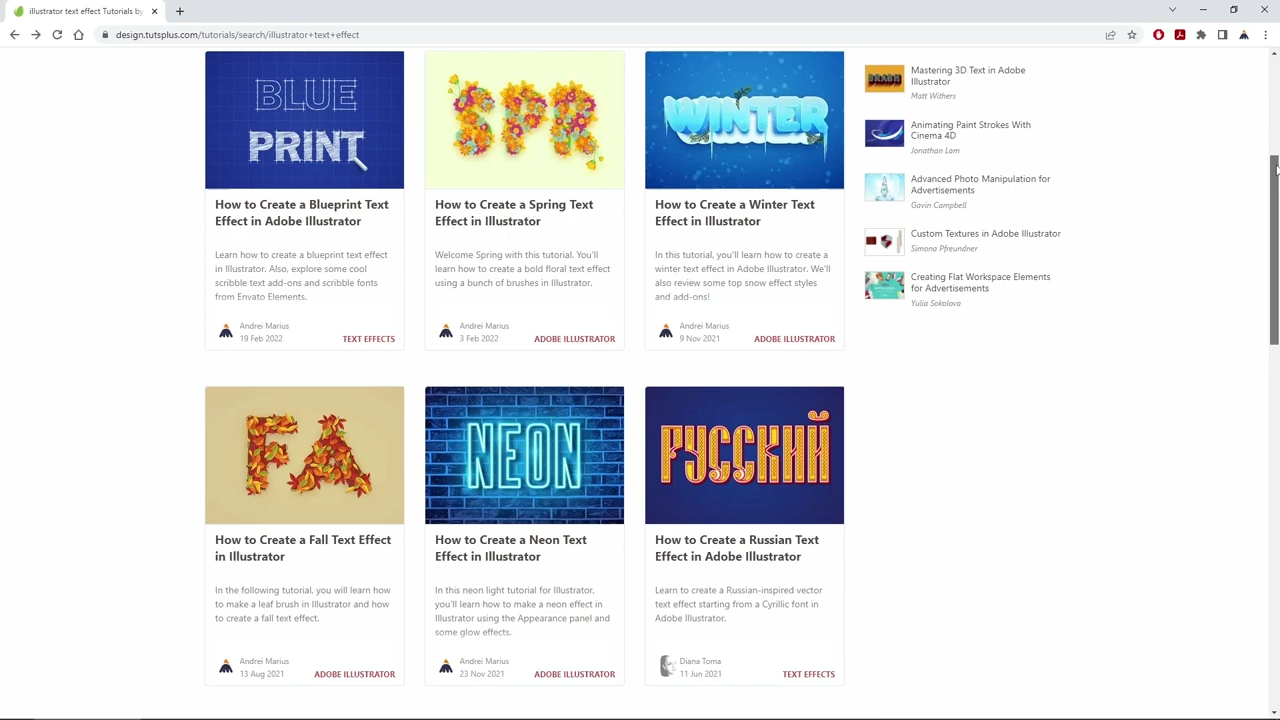 illustrator text effect Tutorials by
design.tutsplus.com/tutorials/search/illustrator+text+effect
BLUE
PRINT
SPR
WINTER
How to Create a Blueprint Text
Effect in Adobe Illustrator
Learn how to create a blueprint text effect
in Illustrator. Also, explore some cool
scribble text add-ons and scribble fonts
from Envato Elements.
Andrei Marius
19 Feb 2022
TEXT EFFECTS
How to Create a Spring Text
Effect in Illustrator
Welcome Spring with this tutorial. You'll
learn how to create a bold floral text effect
using a bunch of brushes in Illustrator.
Andrei Marius
3 Feb 2022
ADOBE ILLUSTRATOR
How to Create a Winter Text
Effect in Illustrator
In this tutorial, you'll learn how to create a
winter text effect in Adobe Illustrator. We'll
also review some top snow effect styles
and add-ons!
Andrei Marius
9 Nov 2021
ADOBE ILLUSTRATOR
FA
NEON
РУССКИЙ
How to Create a Fall Text Effect
in Illustrator
In the following tutorial, you will learn how
to make a leaf brush in Illustrator and how
to create a fall text effect.
Andrei Marius
13 Aug 2021
ADOBE ILLUSTRATOR
How to Create a Neon Text
Effect in Illustrator
In this neon light tutorial for Illustrator,
you'll learn how to make a neon effect in
Illustrator using the Appearance panel and
some glow effects.
Andrei Marius
23 Nov 2021
ADOBE ILLUSTRATOR
How to Create a Russian Text
Effect in Adobe Illustrator
Learn to create a Russian-inspired vector
text effect starting from a Cyrillic font in
Adobe Illustrator.
Diana Toma
11 Jun 2021
TEXT EFFECTS
Mastering 3D Text in Adobe
Illustrator
Matt Withers
Animating Paint Strokes With
Cinema 4D
Jonathan Lam
Advanced Photo Manipulation for
Advertisements
Gavin Campbell
Custom Textures in Adobe Illustrator
Simona Pfreundner
Creating Flat Workspace Elements
for Advertisements
Yulia Sokolova